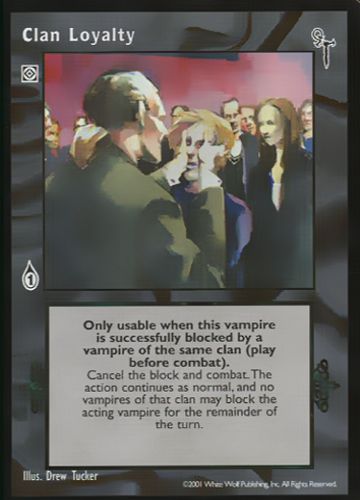 Clan Loyalty
1
Only usable when this vampire
is successfully blocked by a
vampire of the same clan (play
before combat).
Cancel the block and combat. The
action continues as normal, and no
vampires of that clan may block the
acting vampire for the remainder of
the turn.
Illus. Drew Tucker
©2001 White Wolf Publishing, Inc. All Rights Reserved.